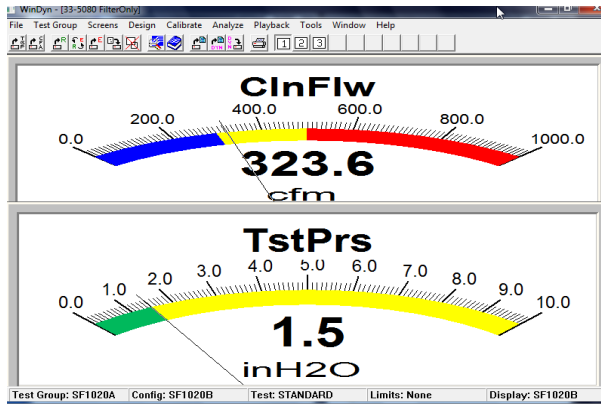 WinDyn - [33-5080 FilterOnly]
File Test Group Screens Design Calibrate Analyze Playback Tools Window Help
1 2 3
ClnFlw
0.0 200.0 400.0 600.0 800.0 1000.0
323.6
cfm
TstPrs
0.0 1.0 2.0 3.0 4.0 5.0 6.0 7.0 8.0 9.0 10.0
1.5
inH2O
Test Group: SF1020A Config: SF1020B Test: STANDARD Limits: None Display: SF1020B